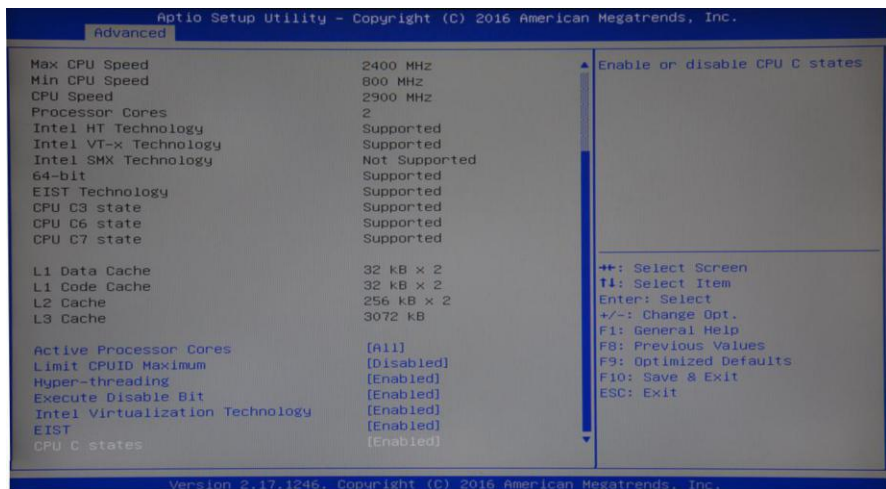 Aptio Setup Utility – Copyright (C) 2016 American Megatrends, Inc.
Advanced
Max CPU Speed 2400 MHz
Min CPU Speed 800 MHz
CPU Speed 2900 MHz
Processor Cores 2
Intel HT Technology Supported
Intel VT-x Technology Supported
Intel SMX Technology Not Supported
64-bit Supported
EIST Technology Supported
CPU C3 state Supported
CPU C6 state Supported
CPU C7 state Supported
L1 Data Cache 32 kB x 2
L1 Code Cache 32 kB x 2
L2 Cache 256 kB x 2
L3 Cache 3072 kB
Active Processor Cores [All]
Limit CPUID Maximum [Disabled]
Hyper-threading [Enabled]
Execute Disable Bit [Enabled]
Intel Virtualization Technology [Enabled]
EIST [Enabled]
CPU C states [Enabled]
Enable or disable CPU C states
→←: Select Screen
↑↓: Select Item
Enter: Select
+/-: Change Opt.
F1: General Help
F8: Previous Values
F9: Optimized Defaults
F10: Save & Exit
ESC: Exit
Version 2.17.1246. Copyright (C) 2016 American Megatrends, Inc.